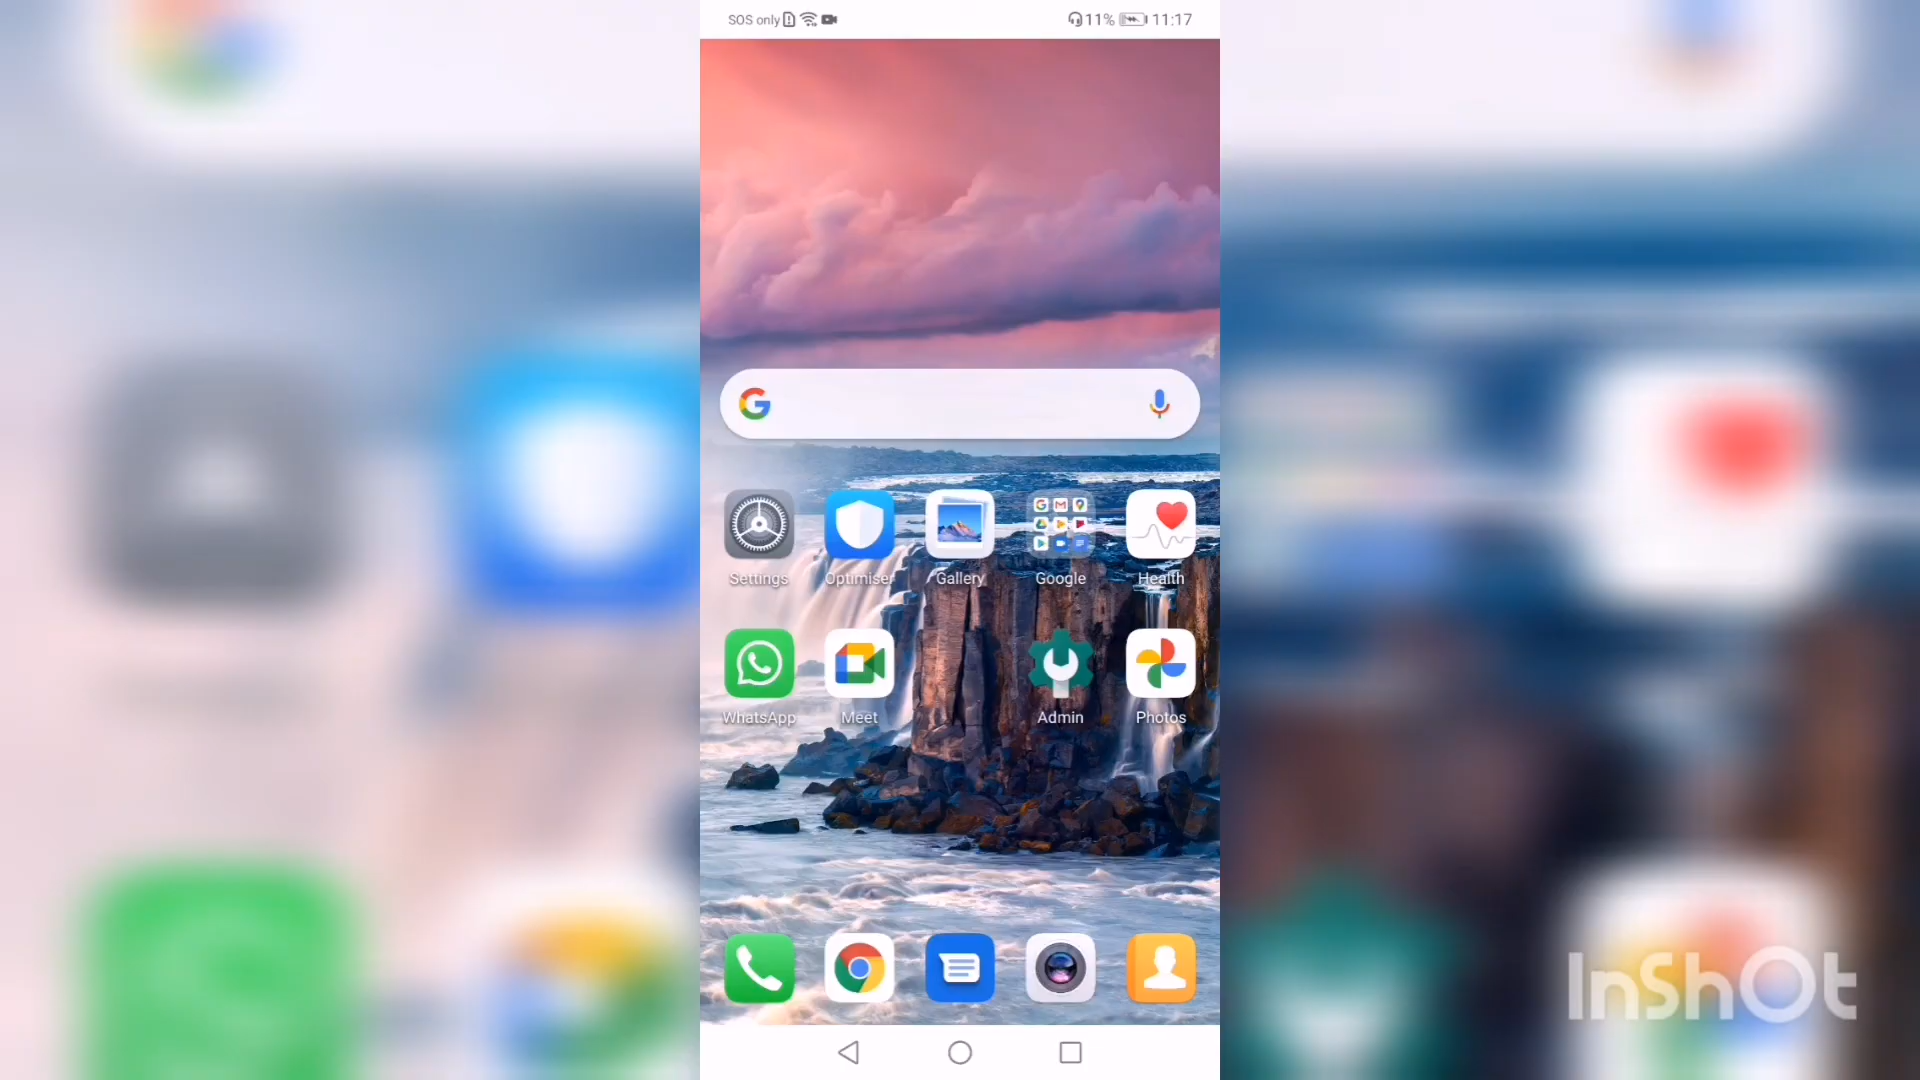 SOS only 11% 11:17
Settings Optimiser Gallery Google Health
WhatsApp Meet Admin Photos
InShOt